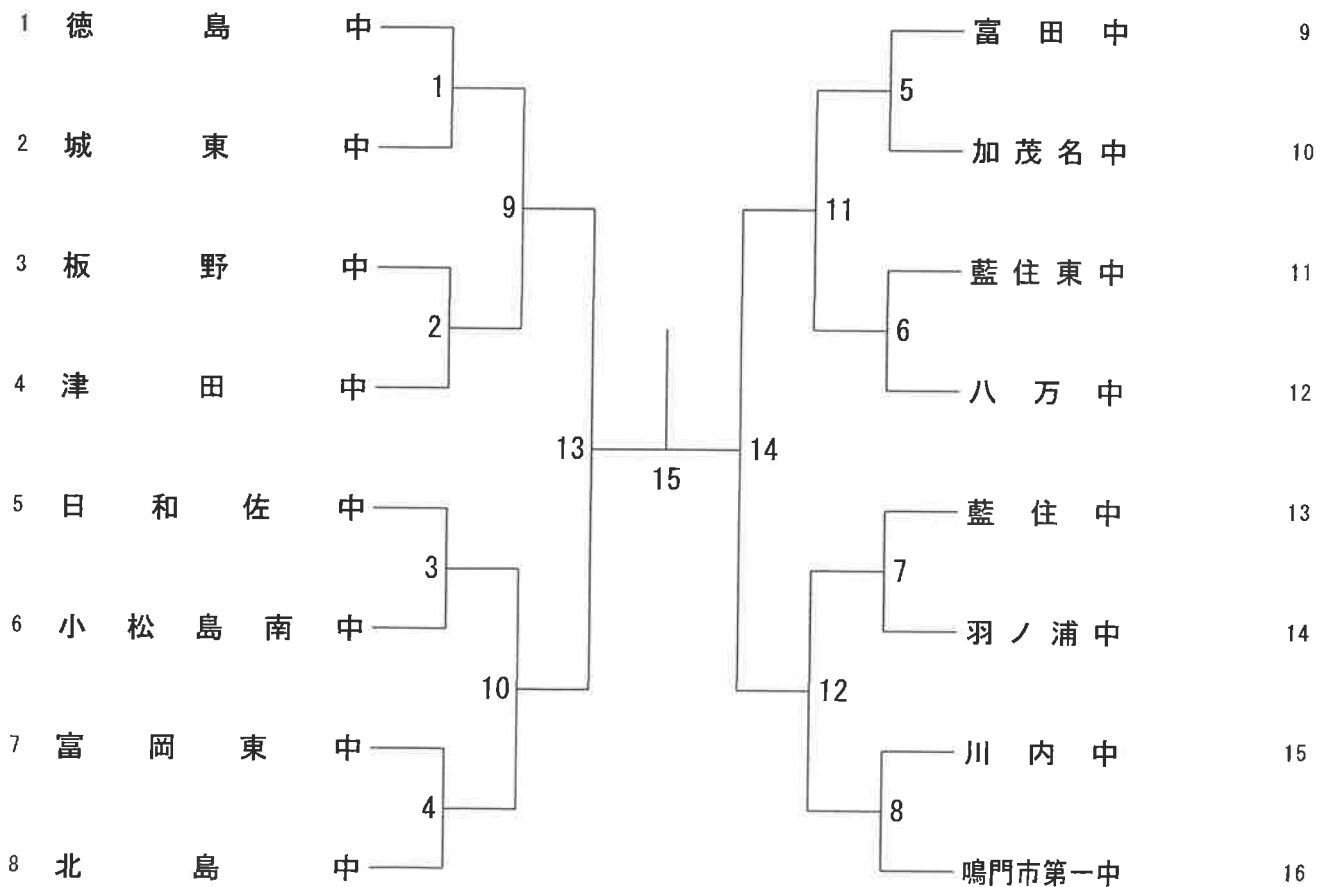 1 徳島中
2 城東中
3 板野中
4 津田中
5 日和佐中
6 小松島南中
7 富岡東中
8 北島中
1
2
3
4
9
10
13
15
14
11
12
5
6
7
8
富田中 9
加茂名中 10
藍住東中 11
八万中 12
藍住中 13
羽ノ浦中 14
川内中 15
鳴門市第一中 16